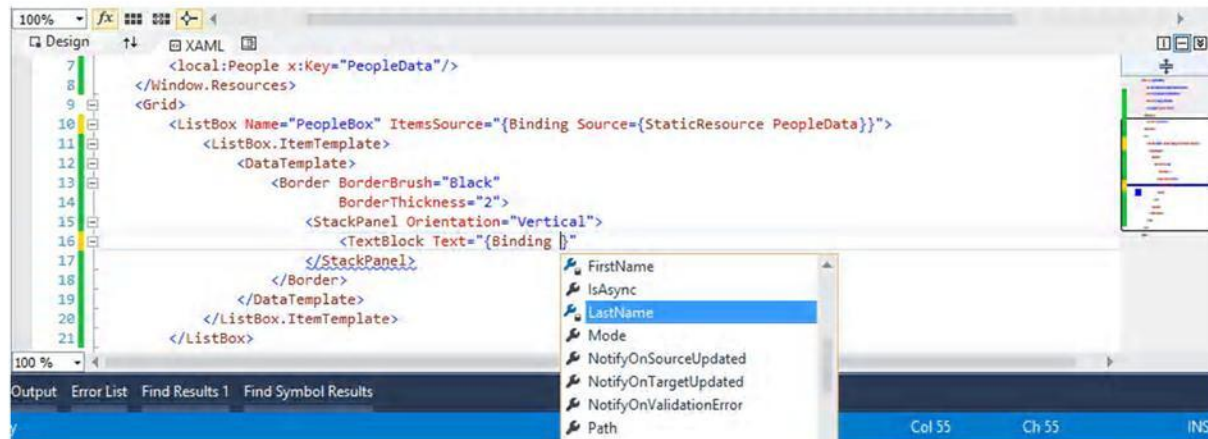 100%
Design XAML
7 <local:People x:Key="PeopleData"/>
8 </Window.Resources>
9 <Grid>
10 <ListBox Name="PeopleBox" ItemsSource="{Binding Source={StaticResource PeopleData}}">
11 <ListBox.ItemTemplate>
12 <DataTemplate>
13 <Border BorderBrush="Black"
14 BorderThickness="2">
15 <StackPanel Orientation="Vertical">
16 <TextBlock Text="{Binding }"
17 </StackPanel>
18 </Border>
19 </DataTemplate>
20 </ListBox.ItemTemplate>
21 </ListBox>
FirstName
IsAsync
LastName
Mode
NotifyOnSourceUpdated
NotifyOnTargetUpdated
NotifyOnValidationError
Path
100 %
Output Error List Find Results 1 Find Symbol Results
y Col 55 Ch 55 INS